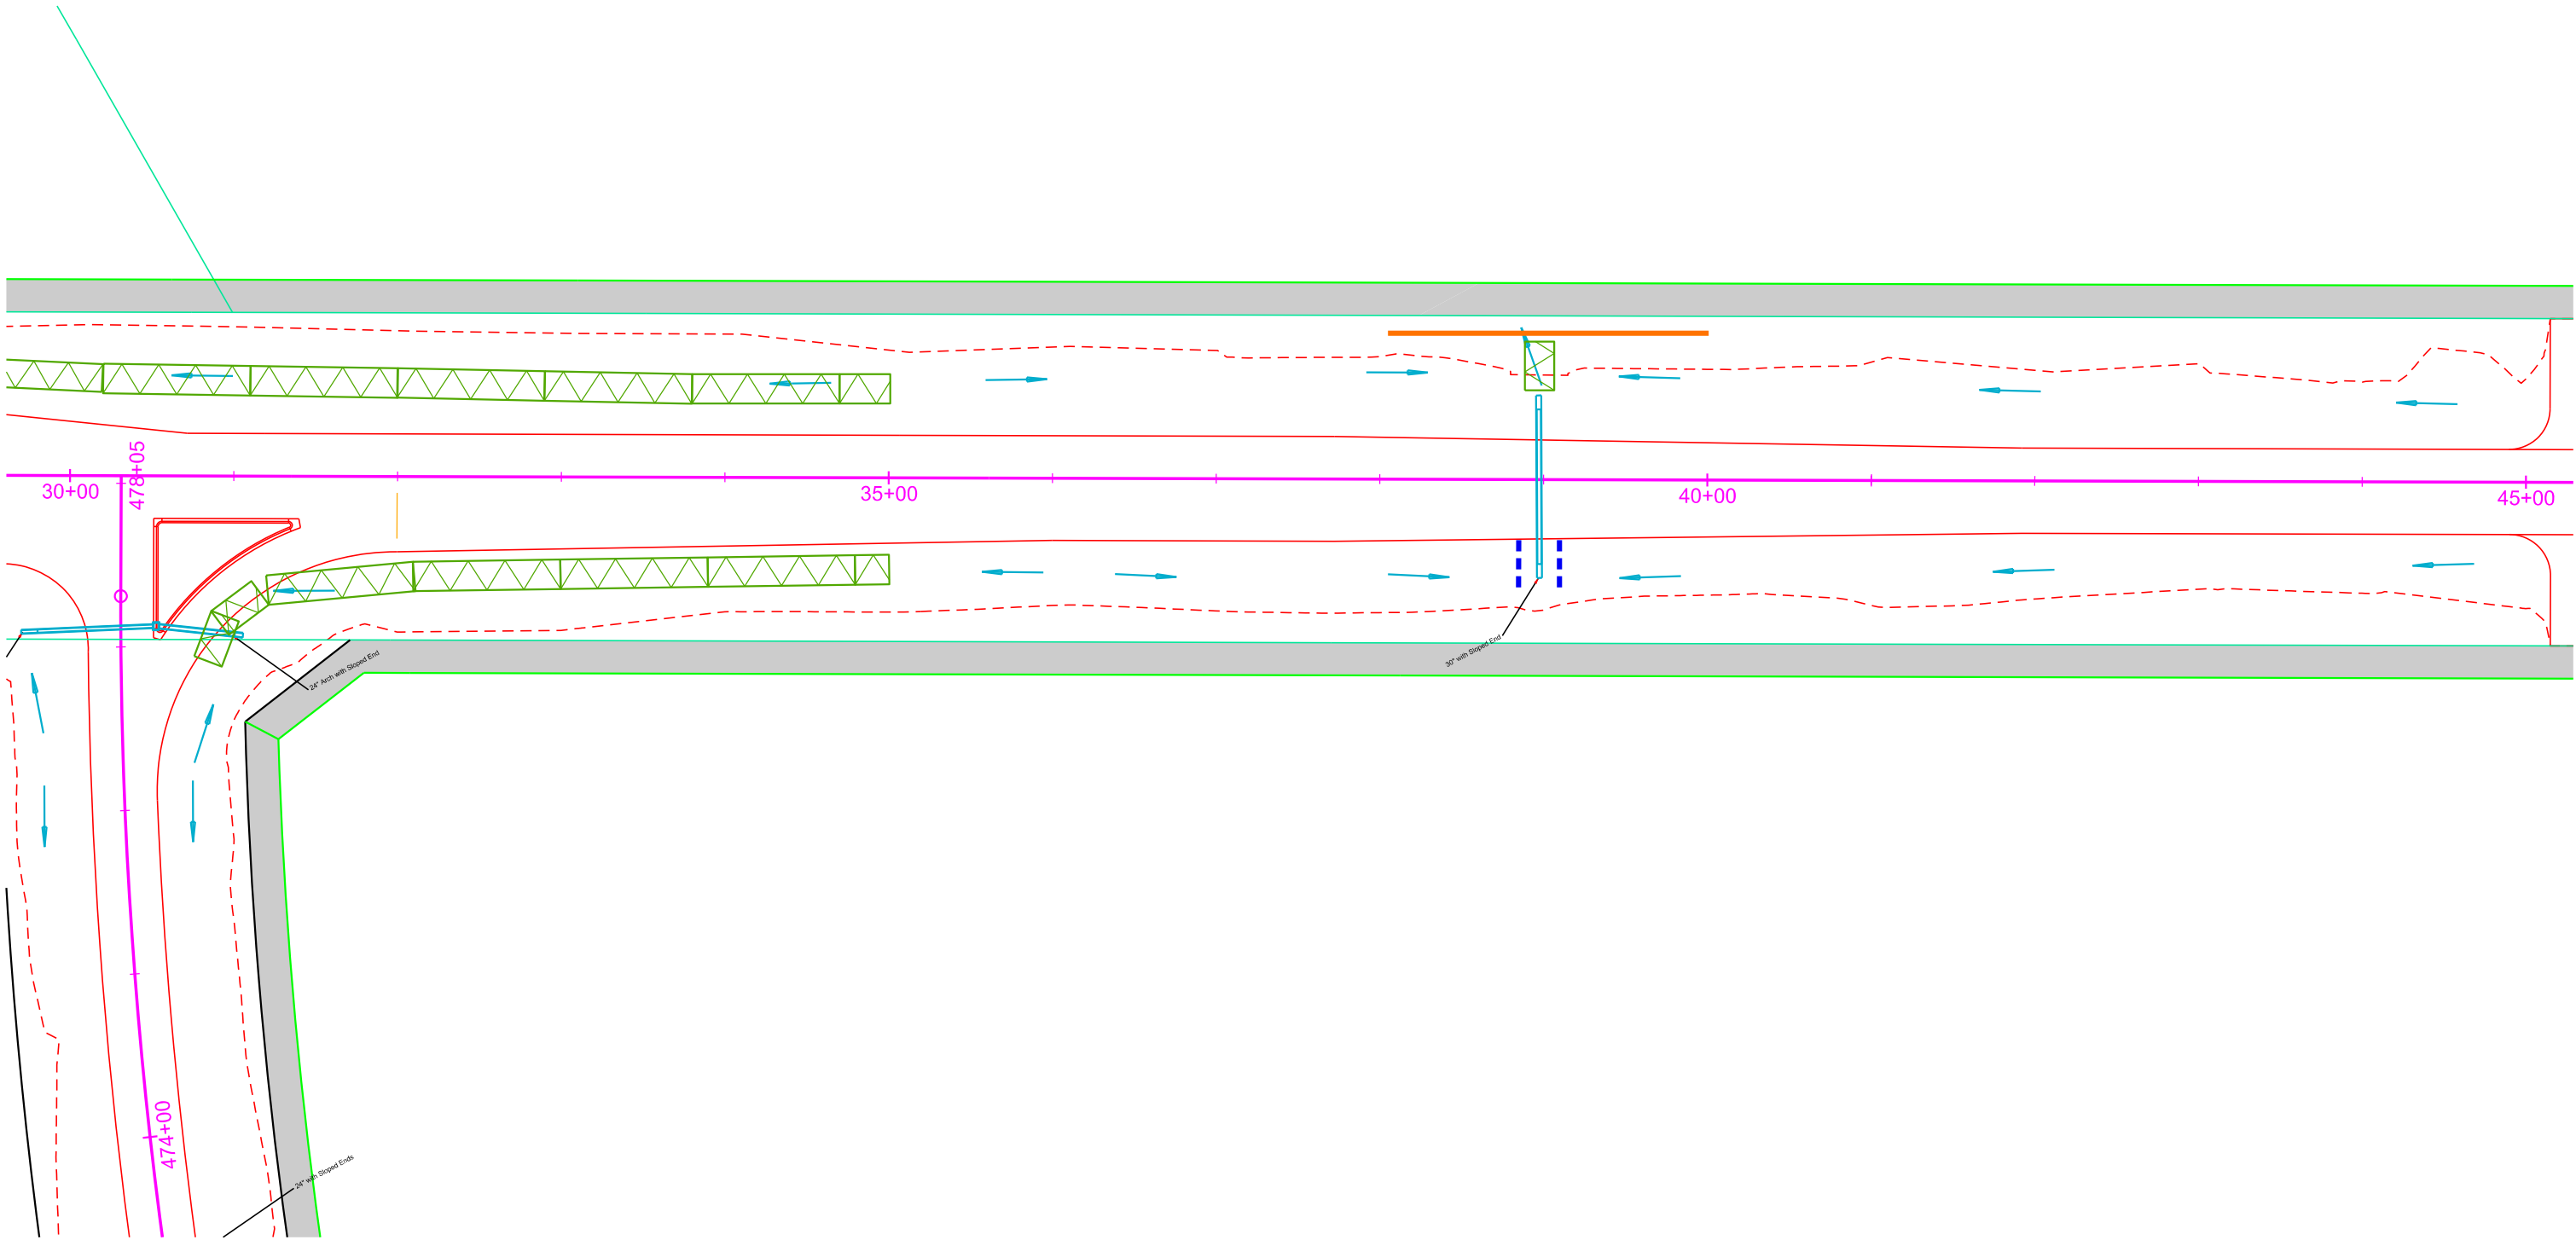 478+05
30+00
35+00
40+00
45+00
30" with Sloped End
24" Arch with Sloped End
474+00
24" with Sloped Ends